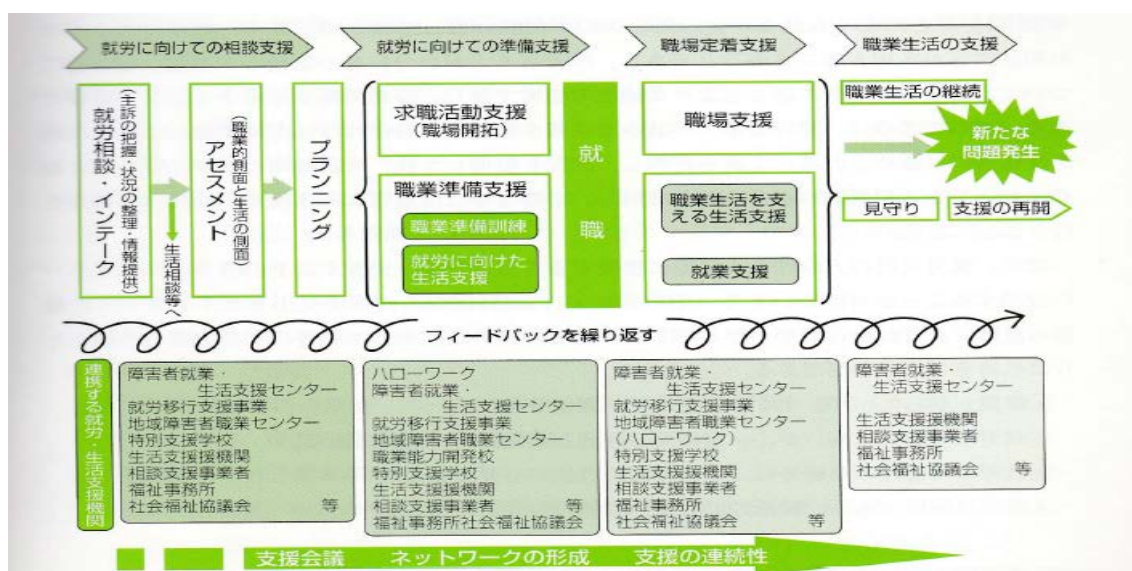 就労に向けての相談支援
就労に向けての準備支援
職場定着支援
職業生活の支援
就労相談・インテーク
(主訴の把握・状況の整理・情報提供)
生活相談等へ
アセスメント
(職業的側面と生活の側面)
プランニング
求職活動支援
(職場開拓)
職業準備支援
職業準備訓練
就労に向けた
生活支援
就職
職場支援
職業生活を支
える生活支援
就業支援
職業生活の継続
新たな
問題発生
見守り
支援の再開
フィードバックを繰り返す
連携する就労・生活支援機関
障害者就業・
生活支援センター
就労移行支援事業
地域障害者職業センター
特別支援学校
生活支援援機関
相談支援事業者
福祉事務所
社会福祉協議会 等
ハローワーク
障害者就業・
生活支援センター
就労移行支援事業
地域障害者職業センター
職業能力開発校
特別支援学校
生活支援援機関
相談支援事業者 等
福祉事務所社会福祉協議会
障害者就業・
生活支援センター
就労移行支援事業
地域障害者職業センター
(ハローワーク)
特別支援学校
生活支援援機関
相談支援事業者
福祉事務所
社会福祉協議会 等
障害者就業・
生活支援センター
生活支援援機関
相談支援事業者
福祉事務所
社会福祉協議会 等
支援会議 ネットワークの形成 支援の連続性